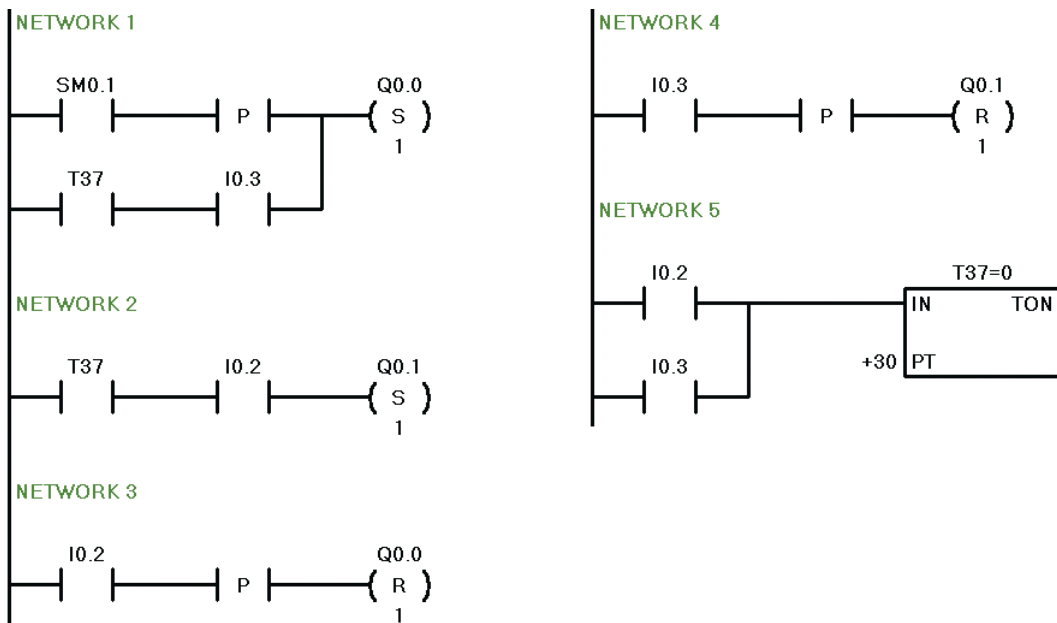 NETWORK 1
SM0.1
Q0.0
P
S
1
T37
I0.3
NETWORK 2
T37
I0.2
Q0.1
S
1
NETWORK 3
I0.2
Q0.0
P
R
1
NETWORK 4
I0.3
Q0.1
P
R
1
NETWORK 5
I0.2
T37=0
IN
TON
I0.3
+30
PT